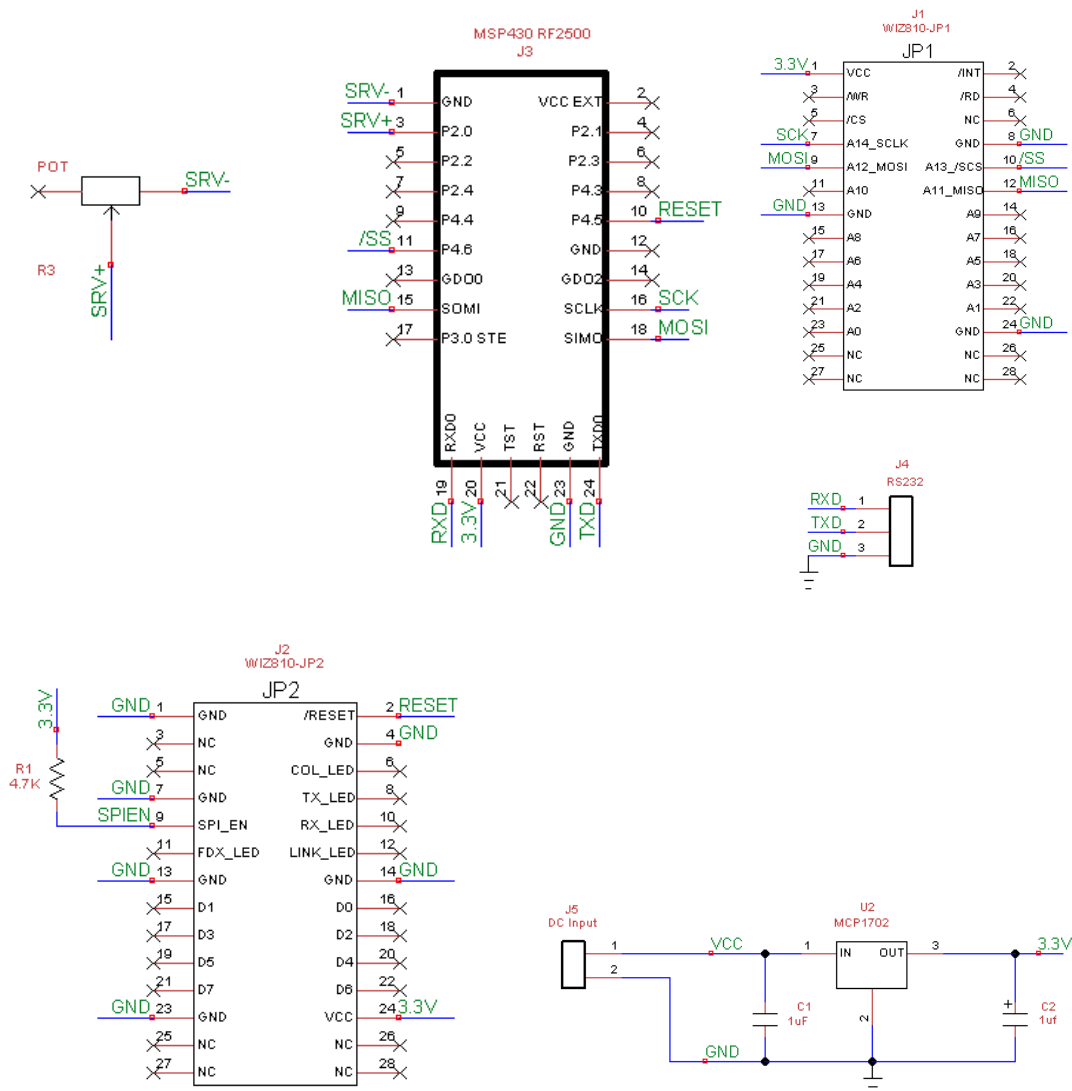 MSP430 RF2500
J3
SRV- 1 GND VCC EXT 2
SRV+ 3 P2.0 P2.1 4
5 P2.2 P2.3 6
7 P2.4 P4.3 8
9 P4.4 P4.5 10 RESET
/SS 11 P4.6 GND 12
13 GDO0 GDO2 14
MISO 15 SOMI SCLK 16 SCK
17 P3.0 STE SIMO 18 MOSI
RXD0 VCC TST RST GND TXD0
19 20 21 22 23 24
RXD 3.3V GND TXD
J1
WIZ810-JP1
JP1
3.3V 1 VCC /INT 2
3 /WR /RD 4
5 /CS NC 6
SCK 7 A14_SCLK GND 8 GND
MOSI 9 A12_MOSI A13_/SCS 10 /SS
11 A10 A11_MISO 12 MISO
GND 13 GND A9 14
15 A8 A7 16
17 A6 A5 18
19 A4 A3 20
21 A2 A1 22
23 A0 GND 24 GND
25 NC NC 26
27 NC NC 28
POT
SRV-
R3
SRV+
J4
RS232
RXD 1
TXD 2
GND 3
J2
WIZ810-JP2
JP2
3.3V
R1
4.7K
GND 1 GND /RESET 2 RESET
3 NC GND 4 GND
5 NC COL_LED 6
GND 7 GND TX_LED 8
SPIEN 9 SPI_EN RX_LED 10
11 FDX_LED LINK_LED 12
GND 13 GND GND 14 GND
15 D1 D0 16
17 D3 D2 18
19 D5 D4 20
21 D7 D6 22
GND 23 GND VCC 24 3.3V
25 NC NC 26
27 NC NC 28
J5
DC Input
1
2
VCC
U2
MCP1702
1 IN OUT 3
2
3.3V
C1
1uF
+
C2
1uf
GND